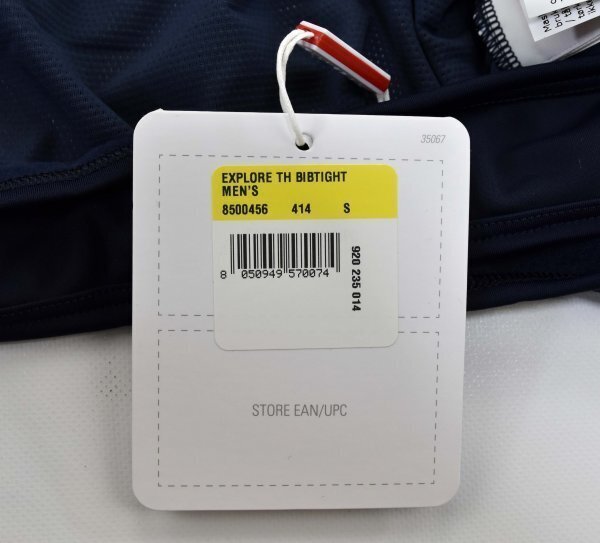 35067
EXPLORE TH BIBTIGHT
MEN'S
8500456 414 S
8 050949 570074
920 235 014
STORE EAN/UPC